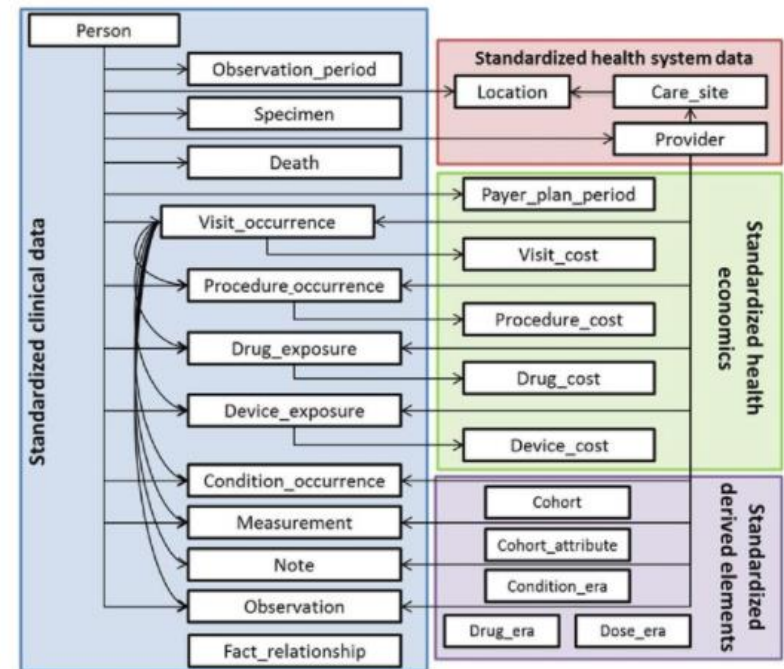 Person
Standardized clinical data
Observation_period
Specimen
Death
Visit_occurrence
Procedure_occurrence
Drug_exposure
Device_exposure
Condition_occurrence
Measurement
Note
Observation
Fact_relationship
Standardized health system data
Location
Care_site
Provider
Payer_plan_period
Visit_cost
Procedure_cost
Drug_cost
Device_cost
Standardized health
economics
Cohort
Cohort_attribute
Condition_era
Drug_era
Dose_era
Standardized
derived elements